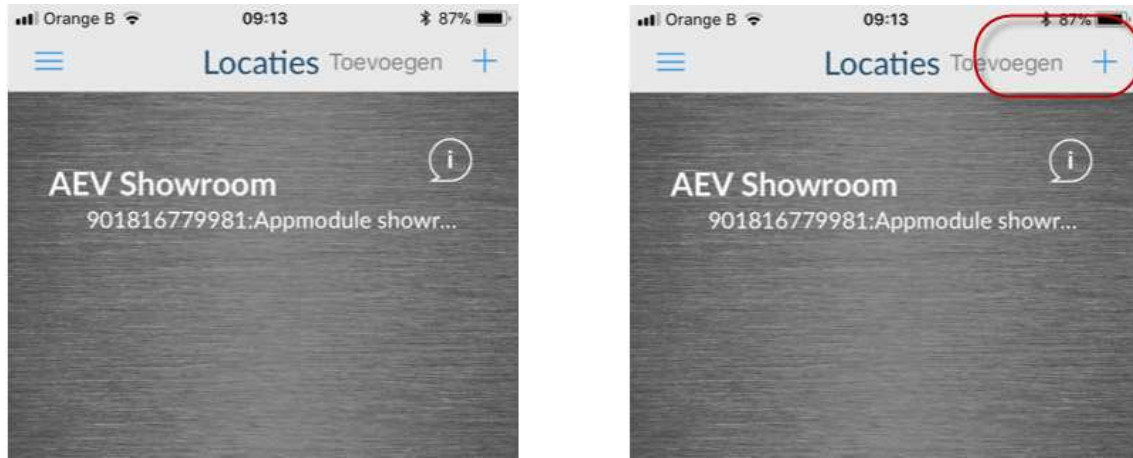 Orange B 09:13 87%
Locaties Toevoegen +
i
AEV Showroom
901816779981:Appmodule showr...
Orange B 09:13 87%
Locaties Toevoegen +
i
AEV Showroom
901816779981:Appmodule showr...